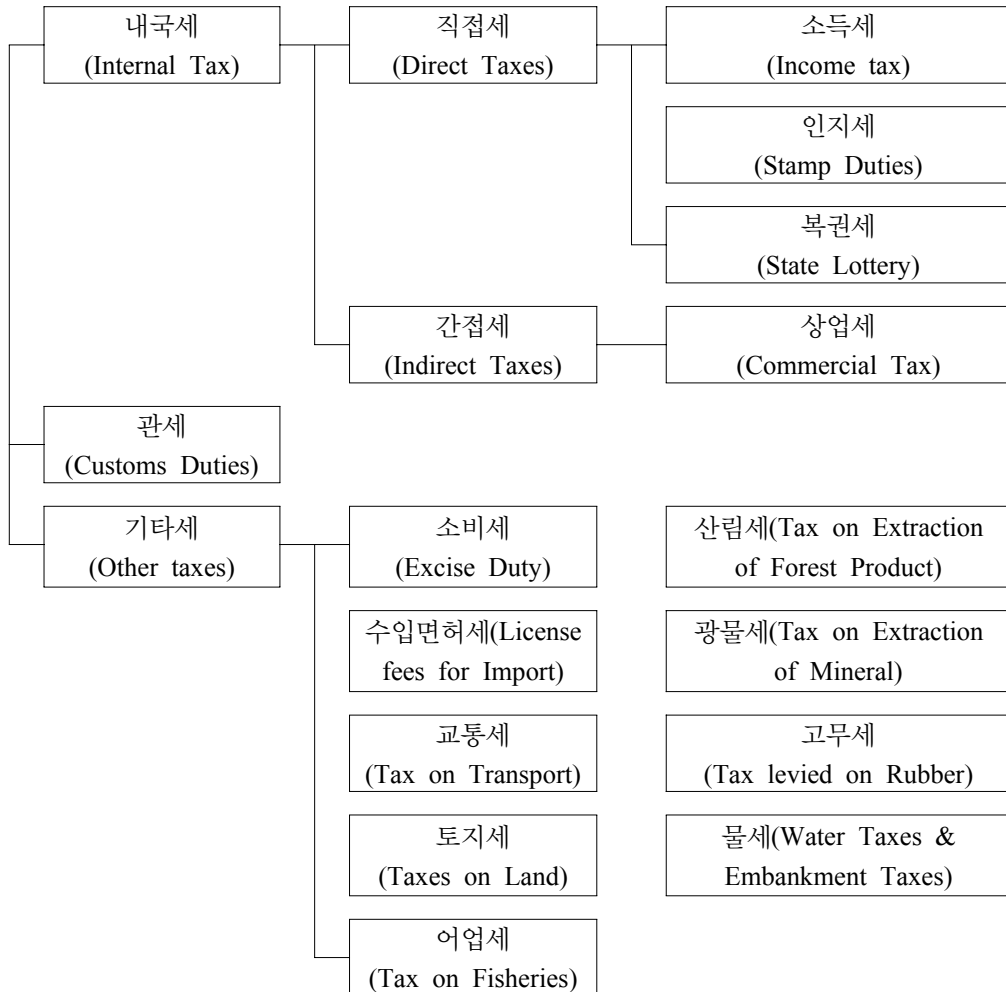 내국세
(Internal Tax)
직접세
(Direct Taxes)
소득세
(Income tax)
인지세
(Stamp Duties)
복권세
(State Lottery)
간접세
(Indirect Taxes)
상업세
(Commercial Tax)
관세
(Customs Duties)
기타세
(Other taxes)
소비세
(Excise Duty)
산림세(Tax on Extraction
of Forest Product)
수입면허세(License
fees for Import)
광물세(Tax on Extraction
of Mineral)
교통세
(Tax on Transport)
고무세
(Tax levied on Rubber)
토지세
(Taxes on Land)
물세(Water Taxes &
Embankment Taxes)
어업세
(Tax on Fisheries)